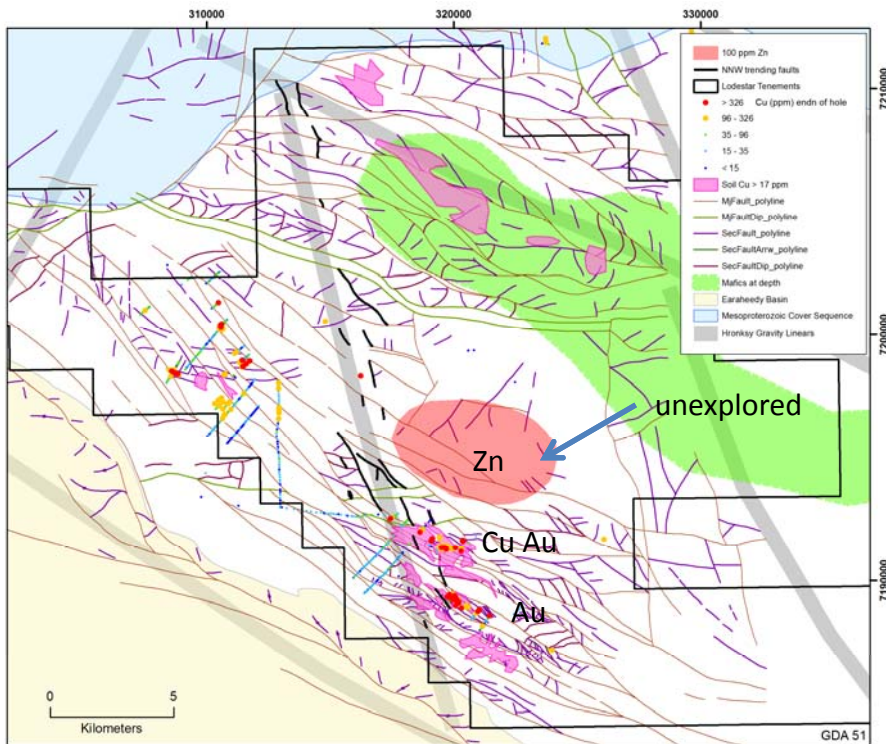 310000
320000
330000
7210000
100 ppm Zn
NNW trending faults
Lodestar Tenements
> 326 Cu (ppm) endn of hole
96 - 326
35 - 96
15 - 35
< 15
Soil Cu > 17 ppm
MjFault_polyline
MjFaultDip_polyline
SecFault_polyline
SecFaultArrw_polyline
SecFaultDip_polyline
Mafics at depth
Earaheedy Basin
Mesoproterozoic Cover Sequence
Hronksy Gravity Linears
7200000
unexplored
Zn
Cu Au
7190000
Au
0 5
Kilometers
GDA 51